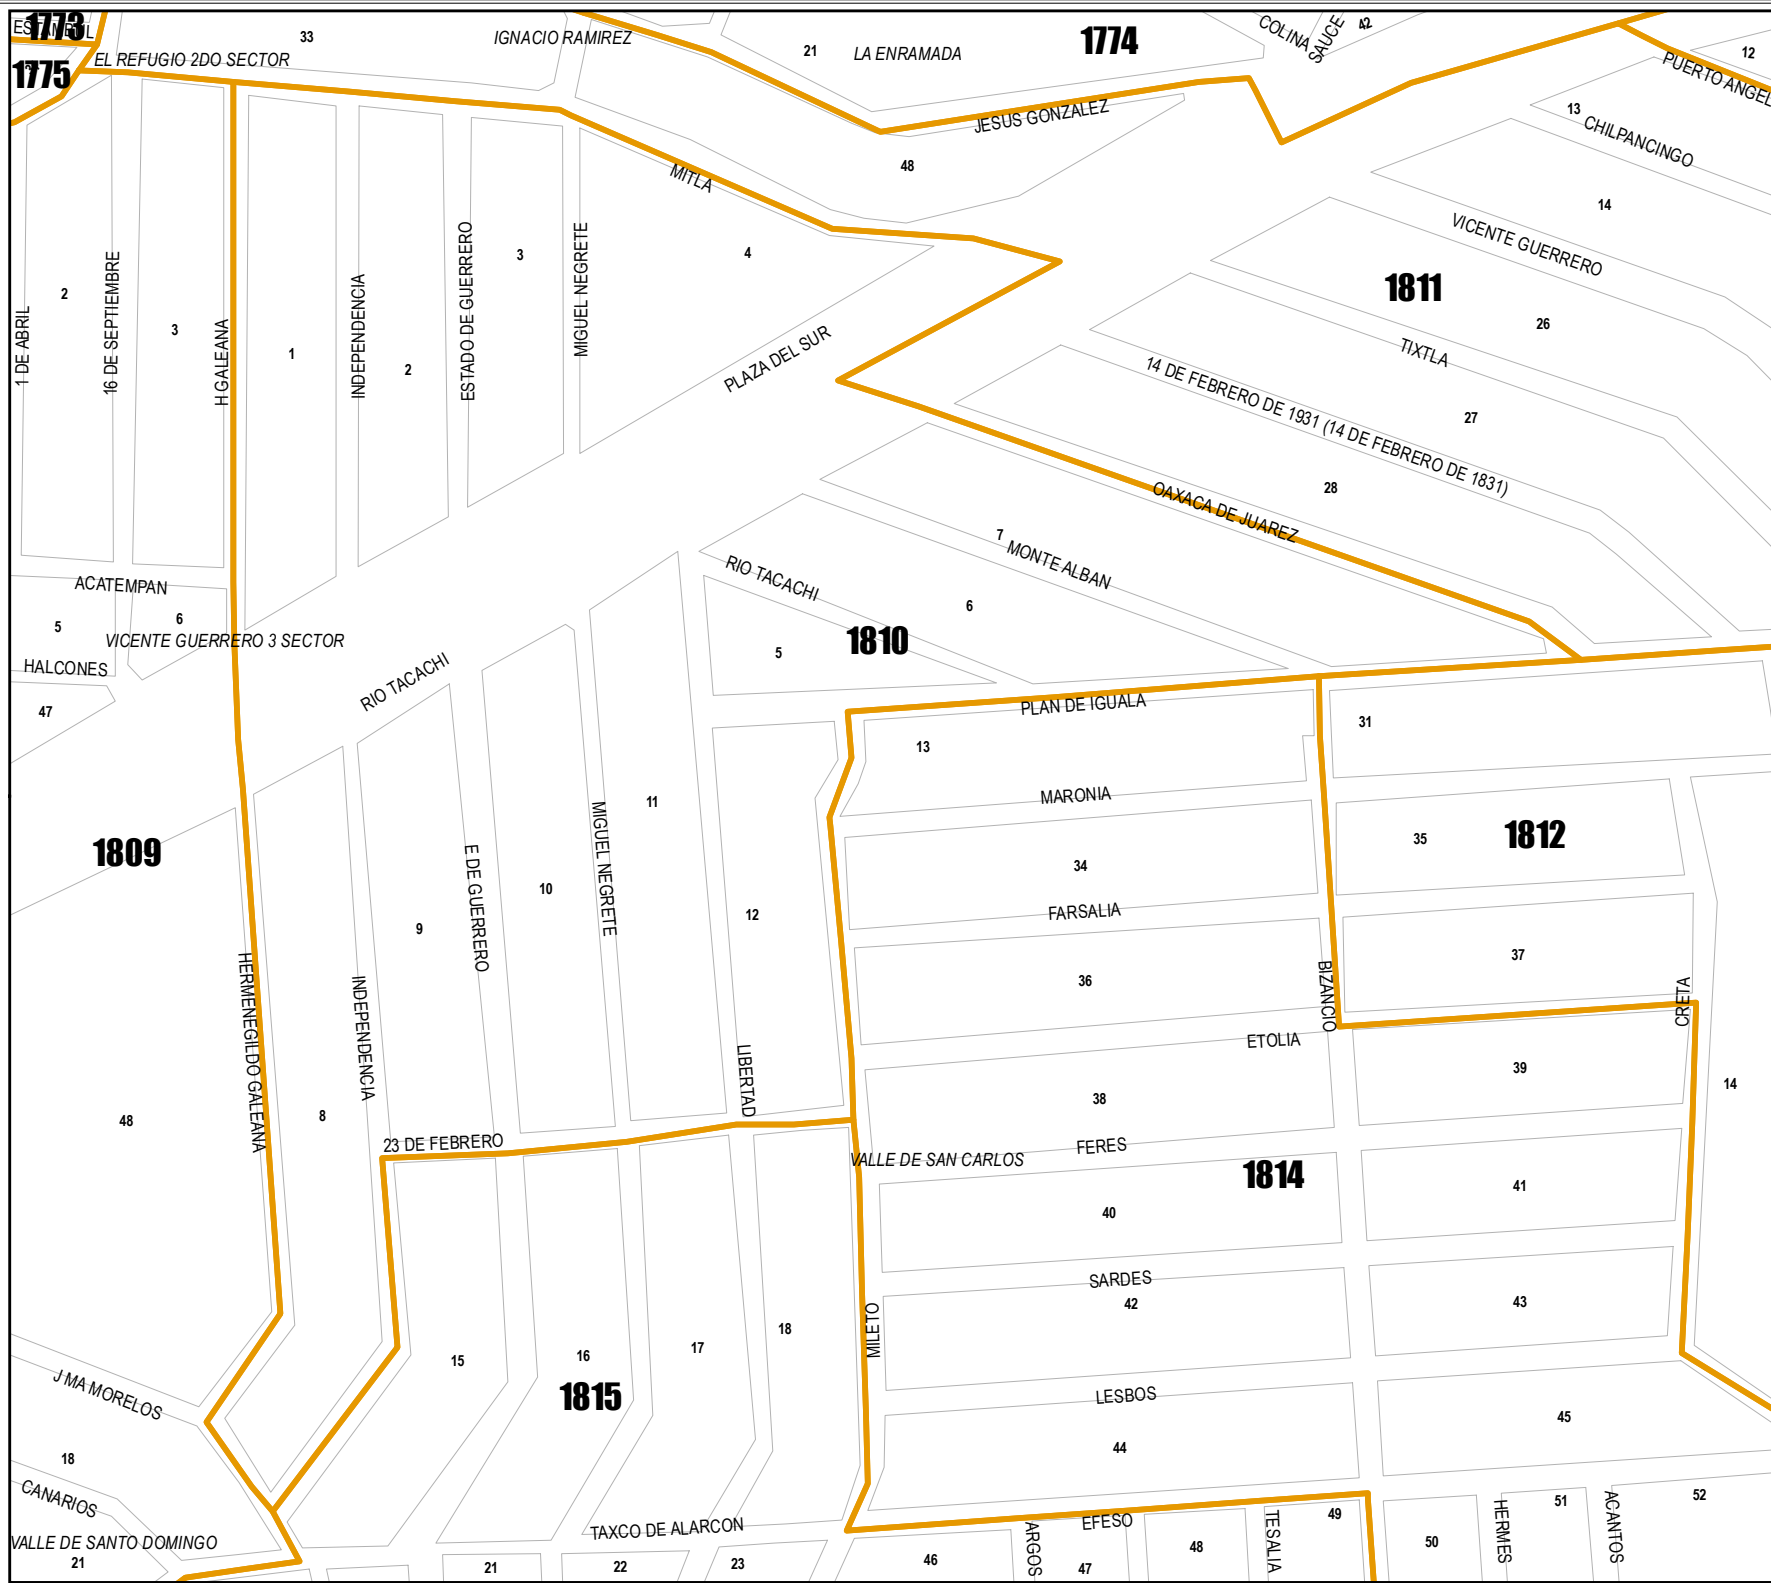 1773
ESTAMBUL
1775
EL REFUGIO 2DO SECTOR
33
IGNACIO RAMIREZ
21
LA ENRAMADA
1774
COLINA
SAUCE
42
12
PUERTO ANGEL
13
CHILPANCINGO
JESUS GONZALEZ
48
MITLA
14
VICENTE GUERRERO
1811
26
TIXTLA
27
14 DE FEBRERO DE 1931 (14 DE FEBRERO DE 1831)
28
OAXACA DE JUAREZ
1 DE ABRIL
2
16 DE SEPTIEMBRE
3
H GALEANA
1
INDEPENDENCIA
2
ESTADO DE GUERRERO
3
MIGUEL NEGRETE
4
PLAZA DEL SUR
7
MONTE ALBAN
RIO TACACHI
6
5
1810
ACATEMPAN
5
6
VICENTE GUERRERO 3 SECTOR
HALCONES
47
RIO TACACHI
PLAN DE IGUALA
13
31
MARONIA
1809
11
MIGUEL NEGRETE
34
35
1812
E DE GUERRERO
10
9
12
FARSALIA
36
37
BIZANCIO
CRETA
HERMENEGILDO GALEANA
INDEPENDENCIA
LIBERTAD
ETOLIA
39
38
14
48
8
23 DE FEBRERO
FERES
VALLE DE SAN CARLOS
1814
40
41
SARDES
42
43
MILETO
15
16
17
18
1815
J MA MORELOS
LESBOS
44
45
18
CANARIOS
VALLE DE SANTO DOMINGO
21
TAXCO DE ALARCON
21
22
23
46
ARGOS
EFESO
47
48
TESALIA
49
50
HERMES
51
ACANTOS
52